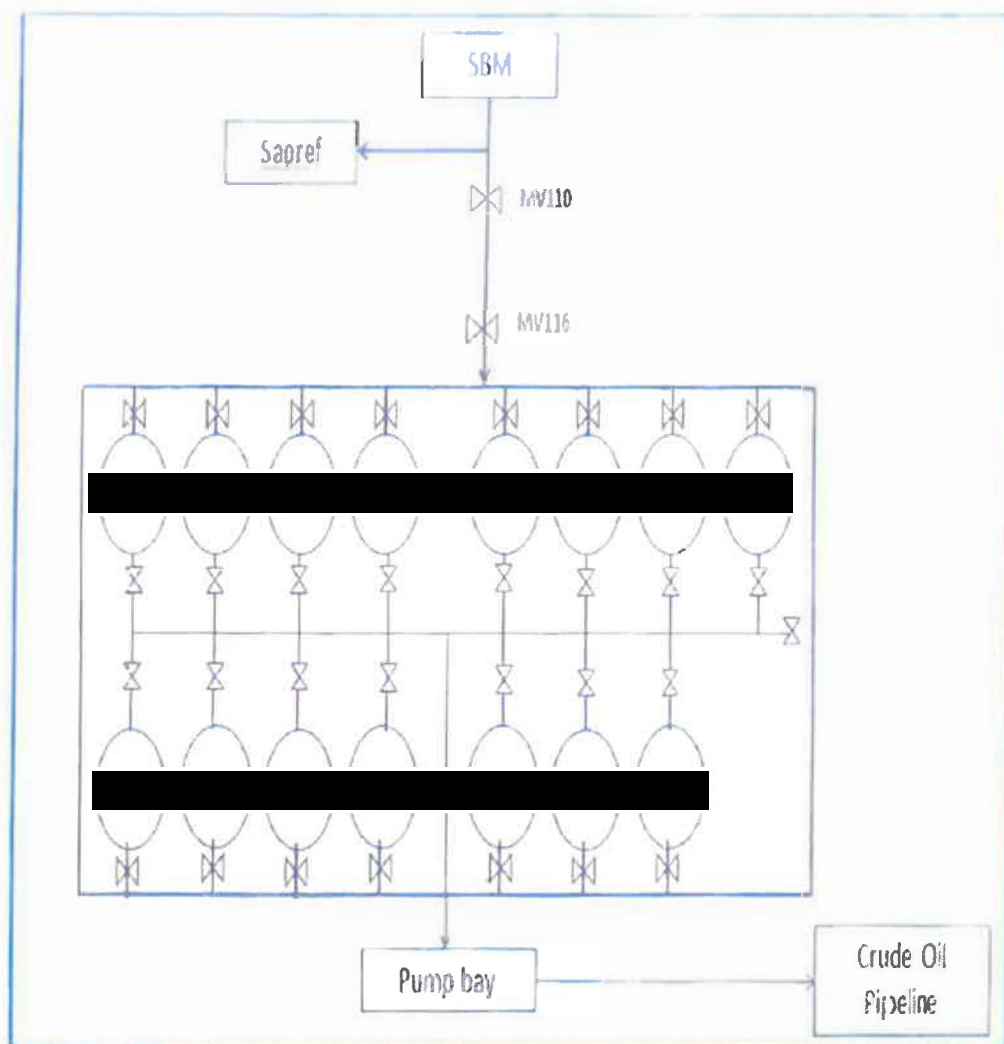 SBM
Sapref
MV110
MV116
Pump bay
Crude Oil
Pipeline